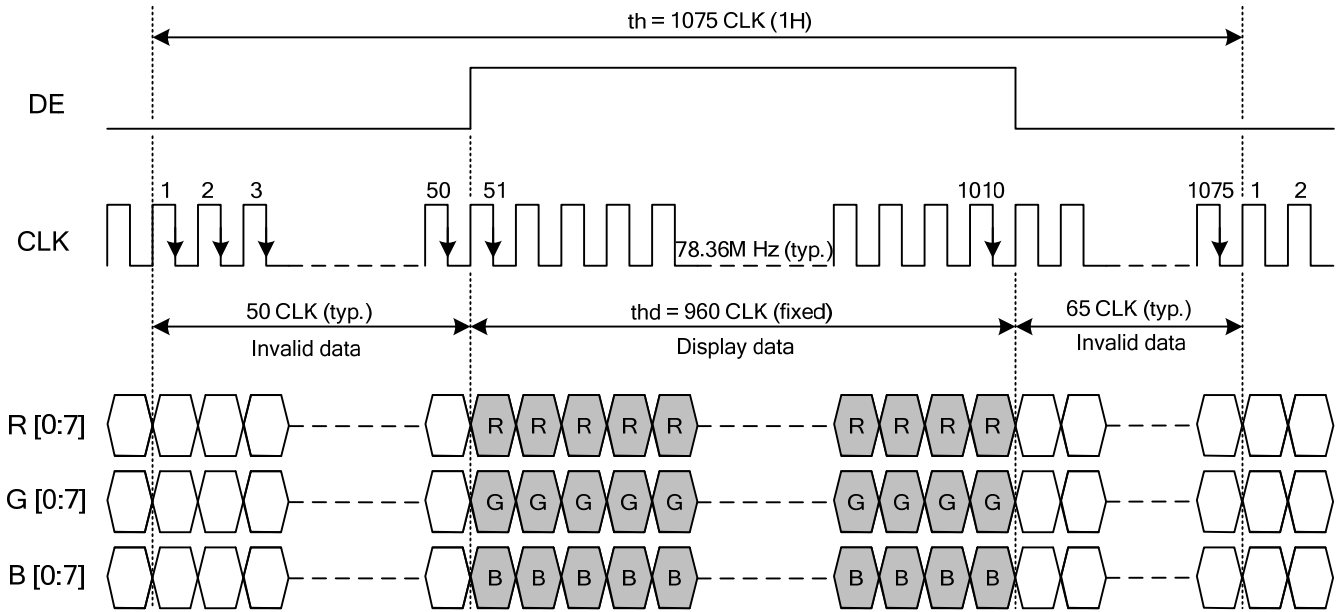 th = 1075 CLK (1H)
DE
1 2 3 50 51 1010 1075 1 2
CLK
78.36M Hz (typ.)
50 CLK (typ.) thd = 960 CLK (fixed) 65 CLK (typ.)
Invalid data Display data Invalid data
R [0:7] R R R R R R R R R
G [0:7] G G G G G G G G G
B [0:7] B B B B B B B B B